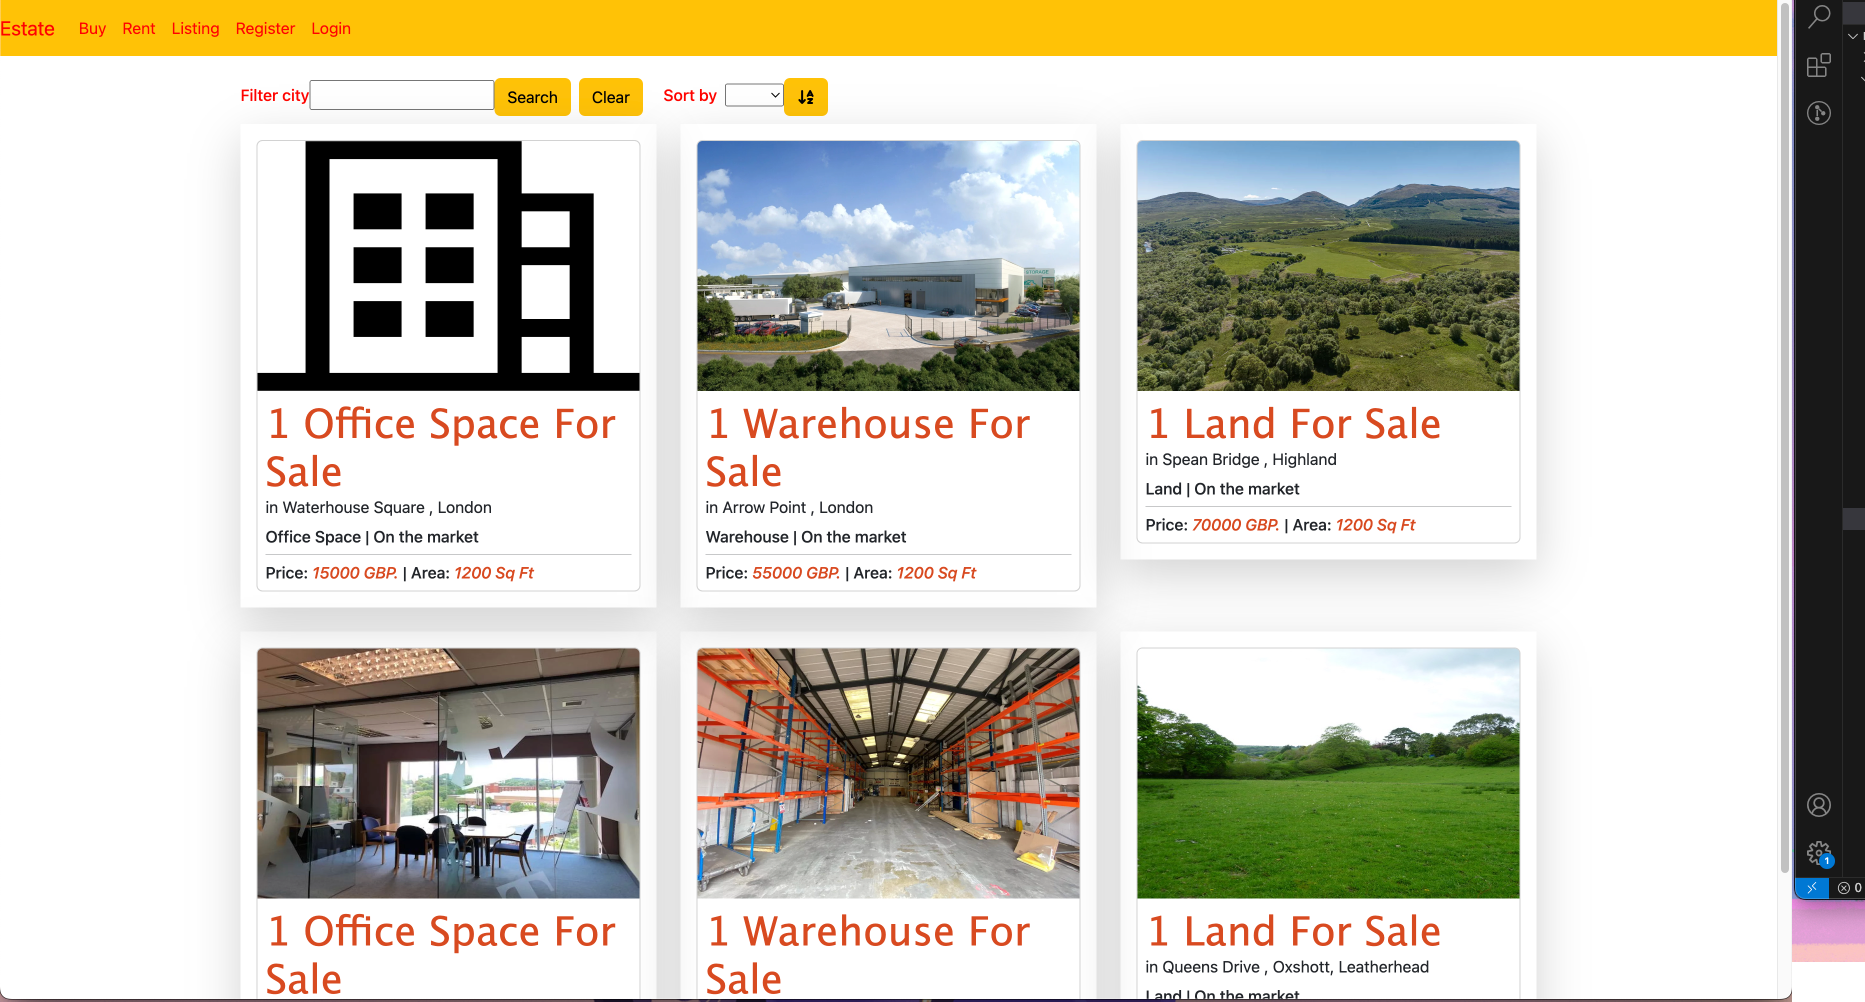 Estate Buy Rent Listing Register Login
Filter city Search Clear Sort by
1 Office Space For
Sale
in Waterhouse Square , London
Office Space | On the market
Price: 15000 GBP. | Area: 1200 Sq Ft
1 Warehouse For
Sale
in Arrow Point , London
Warehouse | On the market
Price: 55000 GBP. | Area: 1200 Sq Ft
1 Land For Sale
in Spean Bridge , Highland
Land | On the market
Price: 70000 GBP. | Area: 1200 Sq Ft
1 Office Space For
Sale
1 Warehouse For
Sale
1 Land For Sale
in Queens Drive , Oxshott, Leatherhead
Land | On the market
1
0